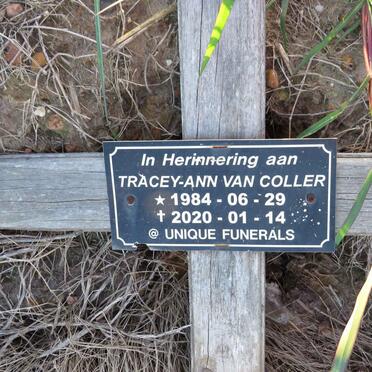 In Herinnering aan
TRACEY-ANN VAN COLLER
★ 1984 - 06 - 29
✝ 2020 - 01 - 14
@ UNIQUE FUNERALS